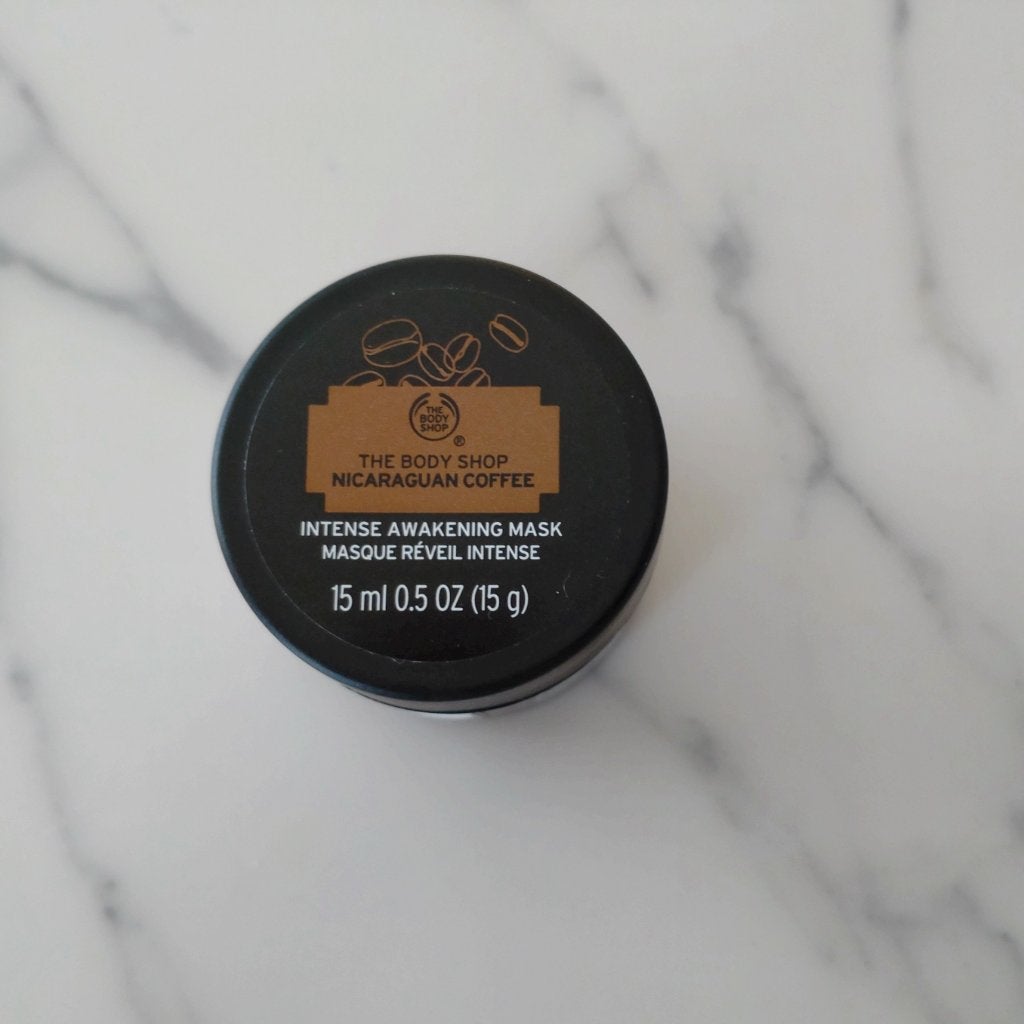 THE
BODY
SHOP
®
THE BODY SHOP
NICARAGUAN COFFEE
INTENSE AWAKENING MASK
MASQUE RÉVEIL INTENSE
15 ml 0.5 OZ (15 g)